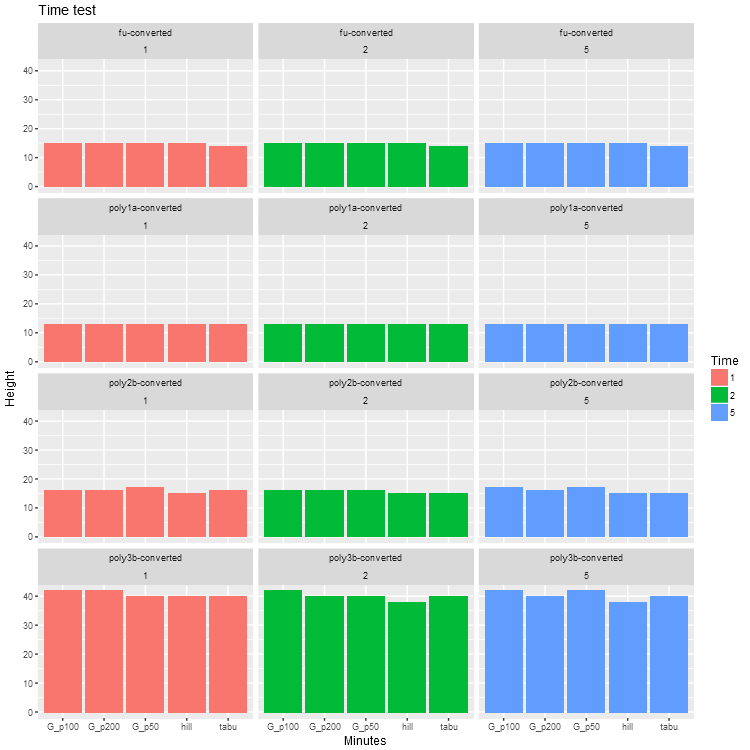 Time test
fu-converted fu-converted fu-converted
1 2 5
40
30
20
10
0
poly1a-converted poly1a-converted poly1a-converted
1 2 5
40
30
20
10
0
poly2b-converted poly2b-converted poly2b-converted
1 2 5
40
30
20
10
0
poly3b-converted poly3b-converted poly3b-converted
1 2 5
40
30
20
10
0
G_p100 G_p200 G_p50 hill tabu G_p100 G_p200 G_p50 hill tabu G_p100 G_p200 G_p50 hill tabu
Minutes
Height
Time
1
2
5